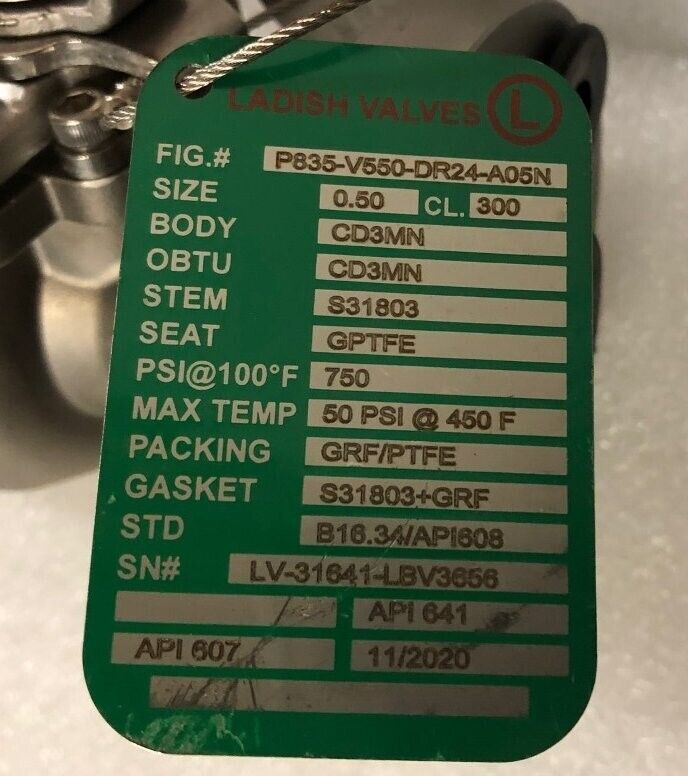 LADISH VALVES L
FIG.# P835-V550-DR24-A05N
SIZE 0.50 CL. 300
BODY CD3MN
OBTU CD3MN
STEM S31803
SEAT GPTFE
PSI@100°F 750
MAX TEMP 50 PSI @ 450 F
PACKING GRF/PTFE
GASKET S31803+GRF
STD B16.34/API608
SN# LV-31641-LBV3656
API 641
API 607 11/2020